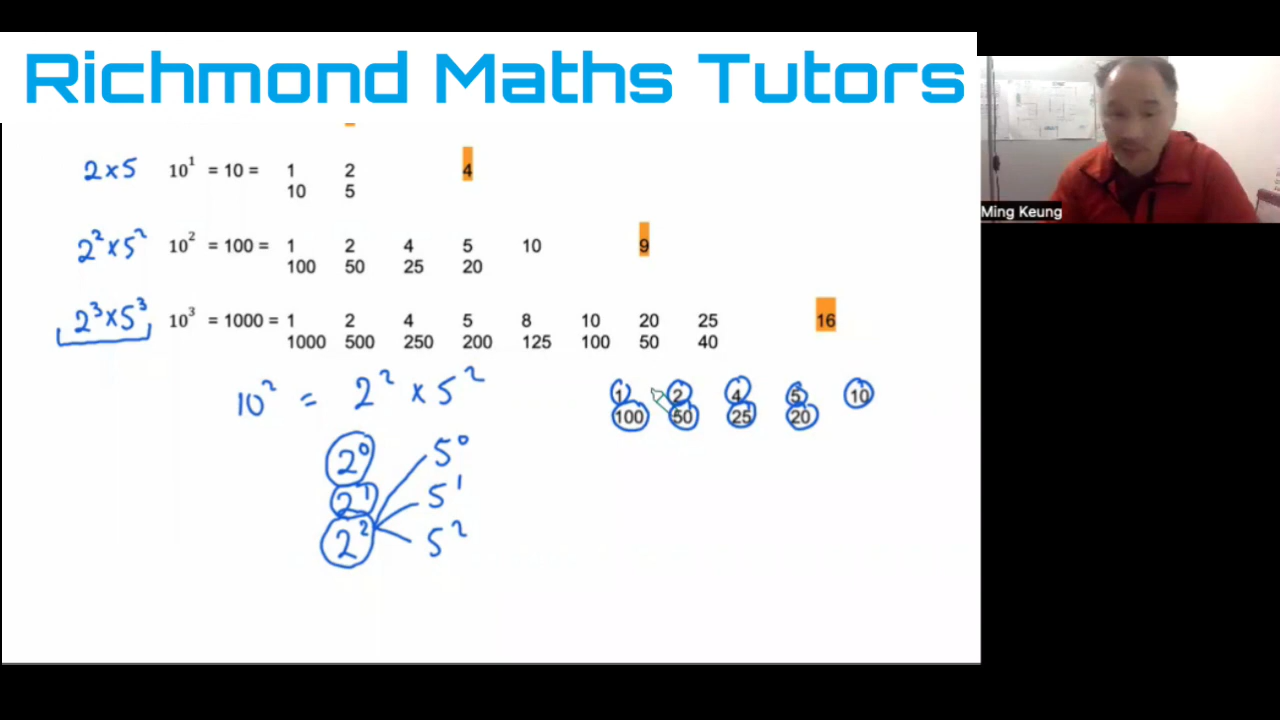 Richmond Maths Tutors
Ming Keung
2 × 5 10¹ = 10 = 1 2 4
10 5
2² × 5² 10² = 100 = 1 2 4 5 10 9
100 50 25 20
2³ × 5³ 10³ = 1000 = 1 2 4 5 8 10 20 25 16
1000 500 250 200 125 100 50 40
10² = 2² × 5² 1 2 4 5 10
100 50 25 20
2⁰ 5⁰
2¹ 5¹
2² 5²